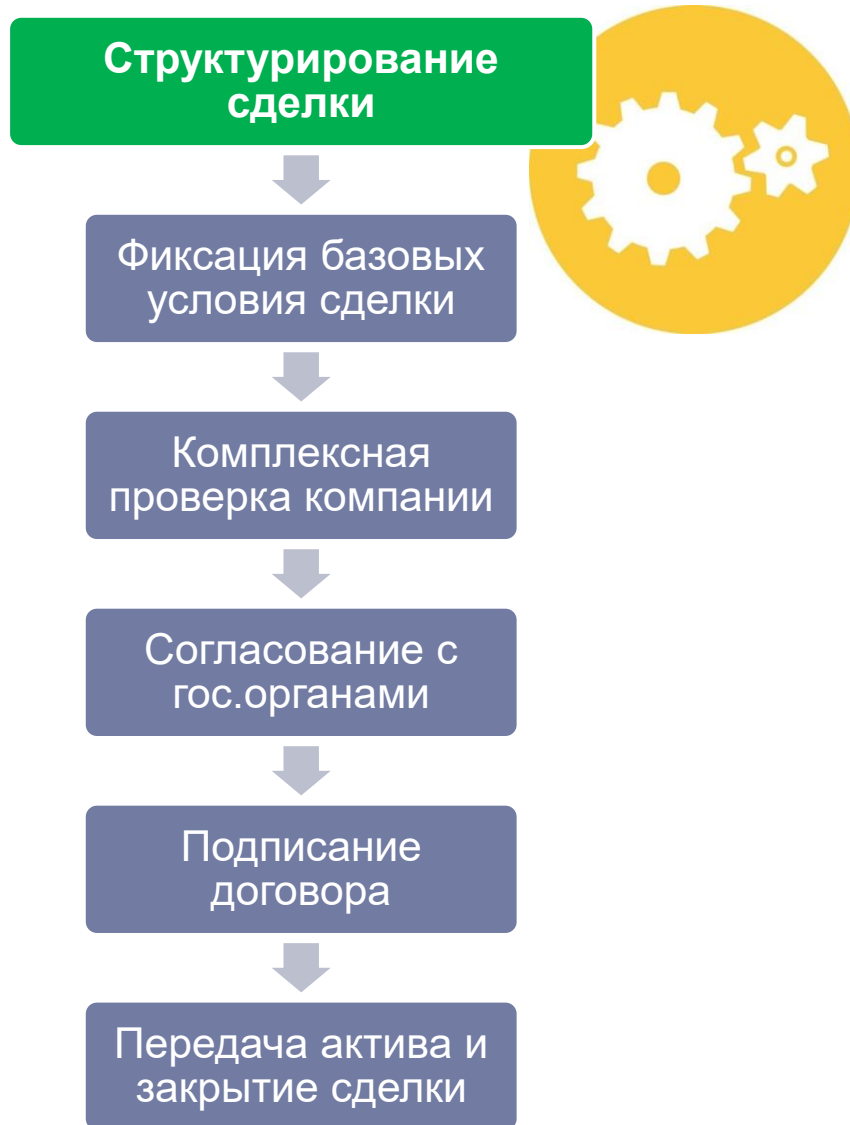 Структурирование
сделки
Фиксация базовых
условия сделки
Комплексная
проверка компании
Согласование с
гос.органами
Подписание
договора
Передача актива и
закрытие сделки